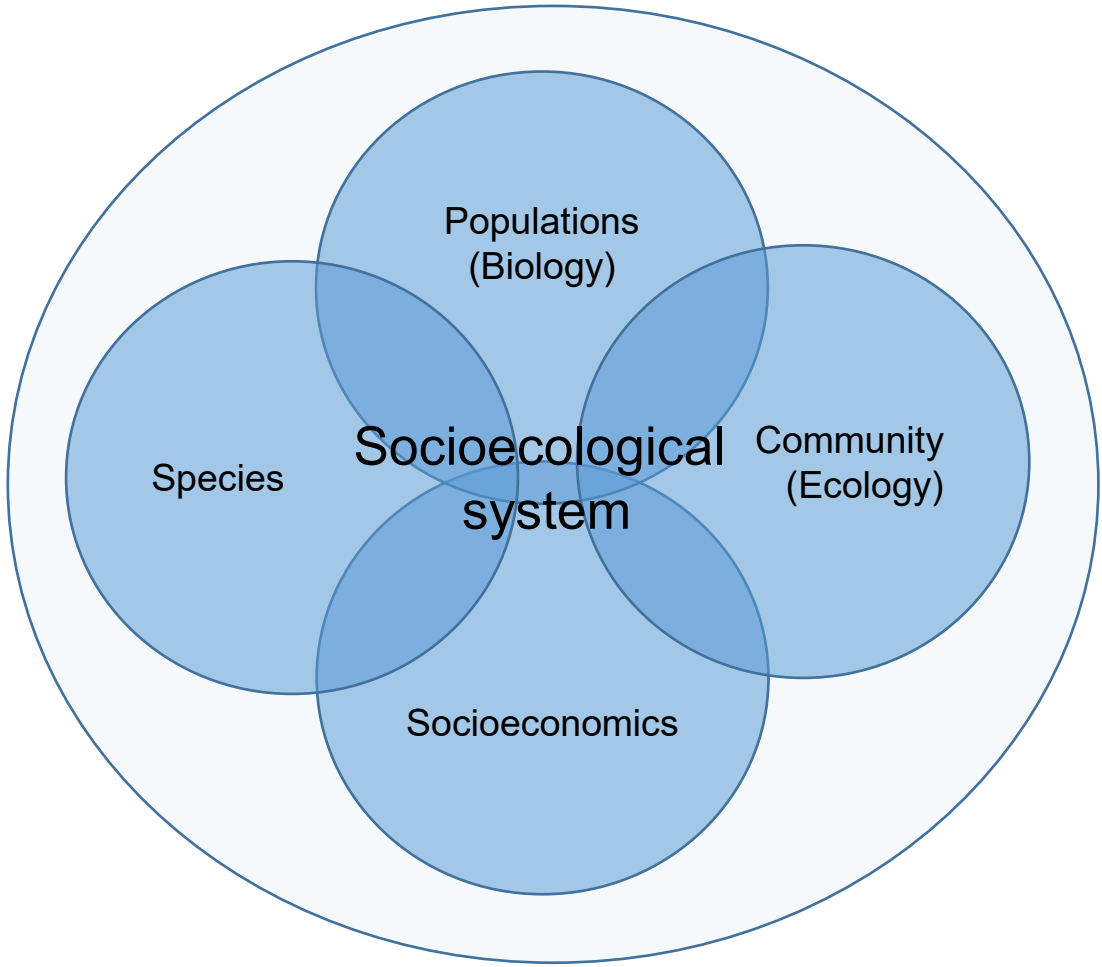 Populations
(Biology)
Socioecological
system
Community
(Ecology)
Species
Socioeconomics